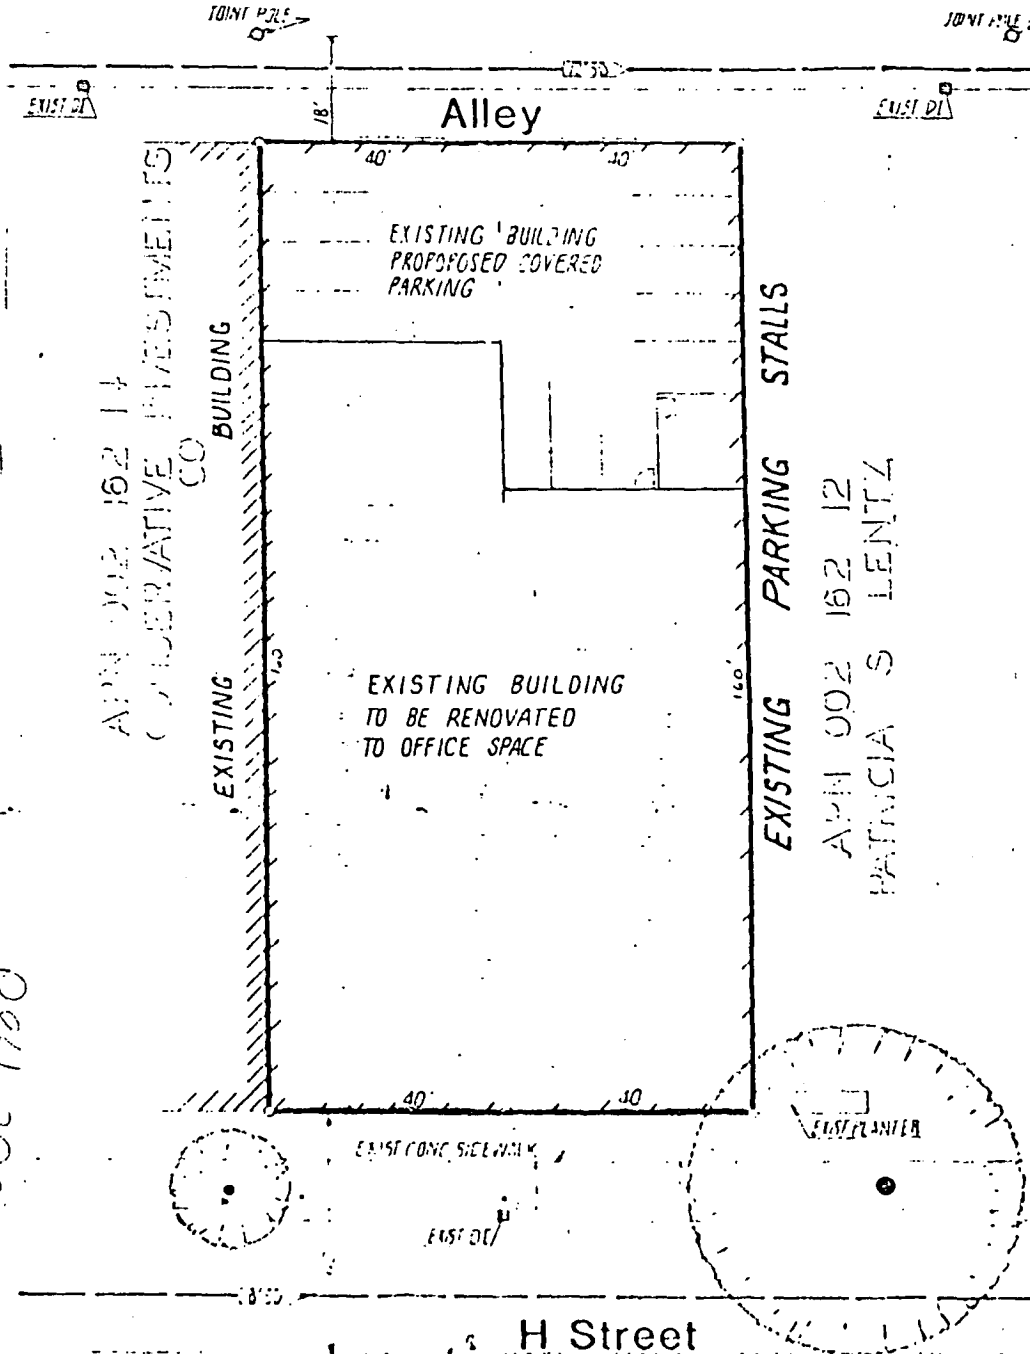 JOINT POLE
JOINT POLE
EXIST DI
18'
Alley
EXIST DI
40'
40'
EXISTING BUILDING
PROPOFOSED COVERED
PARKING
EXISTING BUILDING
APN 002 162 14
CO
160'
EXISTING BUILDING
TO BE RENOVATED
TO OFFICE SPACE
160'
EXISTING PARKING STALLS
APN 002 162 12
PATRICIA S LENTZ
40'
40
EXIST CONC SIDEWALK
EXIST PLANTER
EXIST DI
H Street